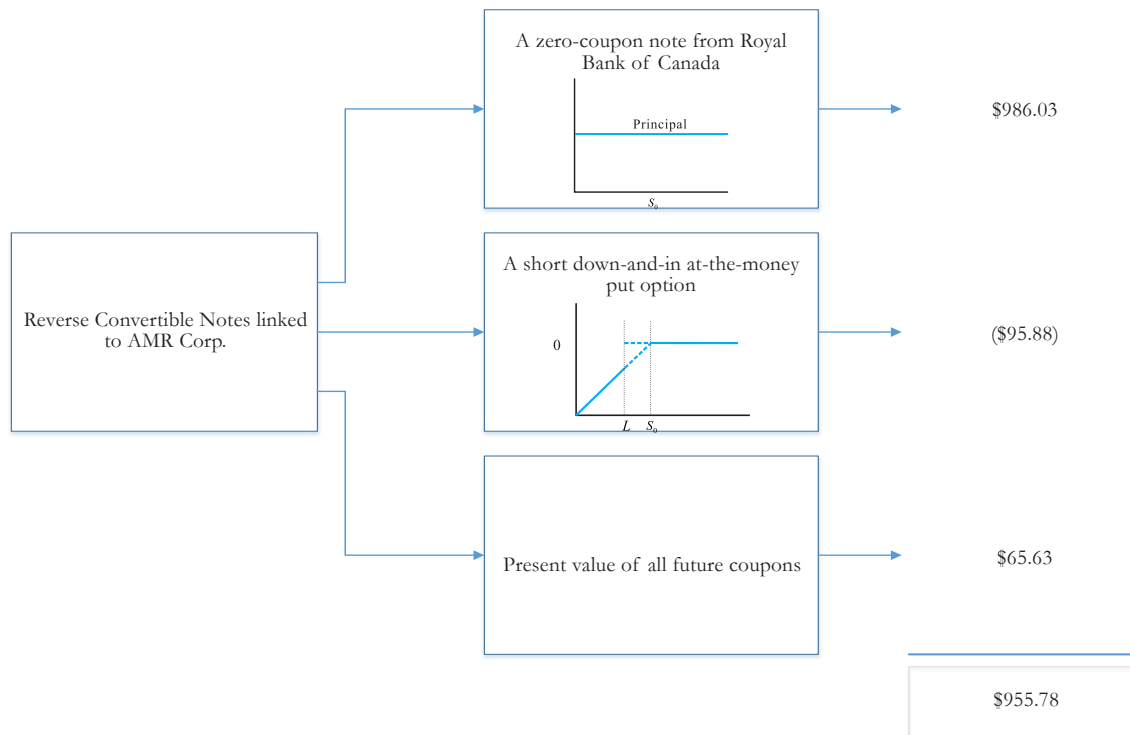 A zero-coupon note from Royal
Bank of Canada
Principal
S₀
$986.03
Reverse Convertible Notes linked
to AMR Corp.
A short down-and-in at-the-money
put option
0
L S₀
($95.88)
Present value of all future coupons
$65.63
$955.78